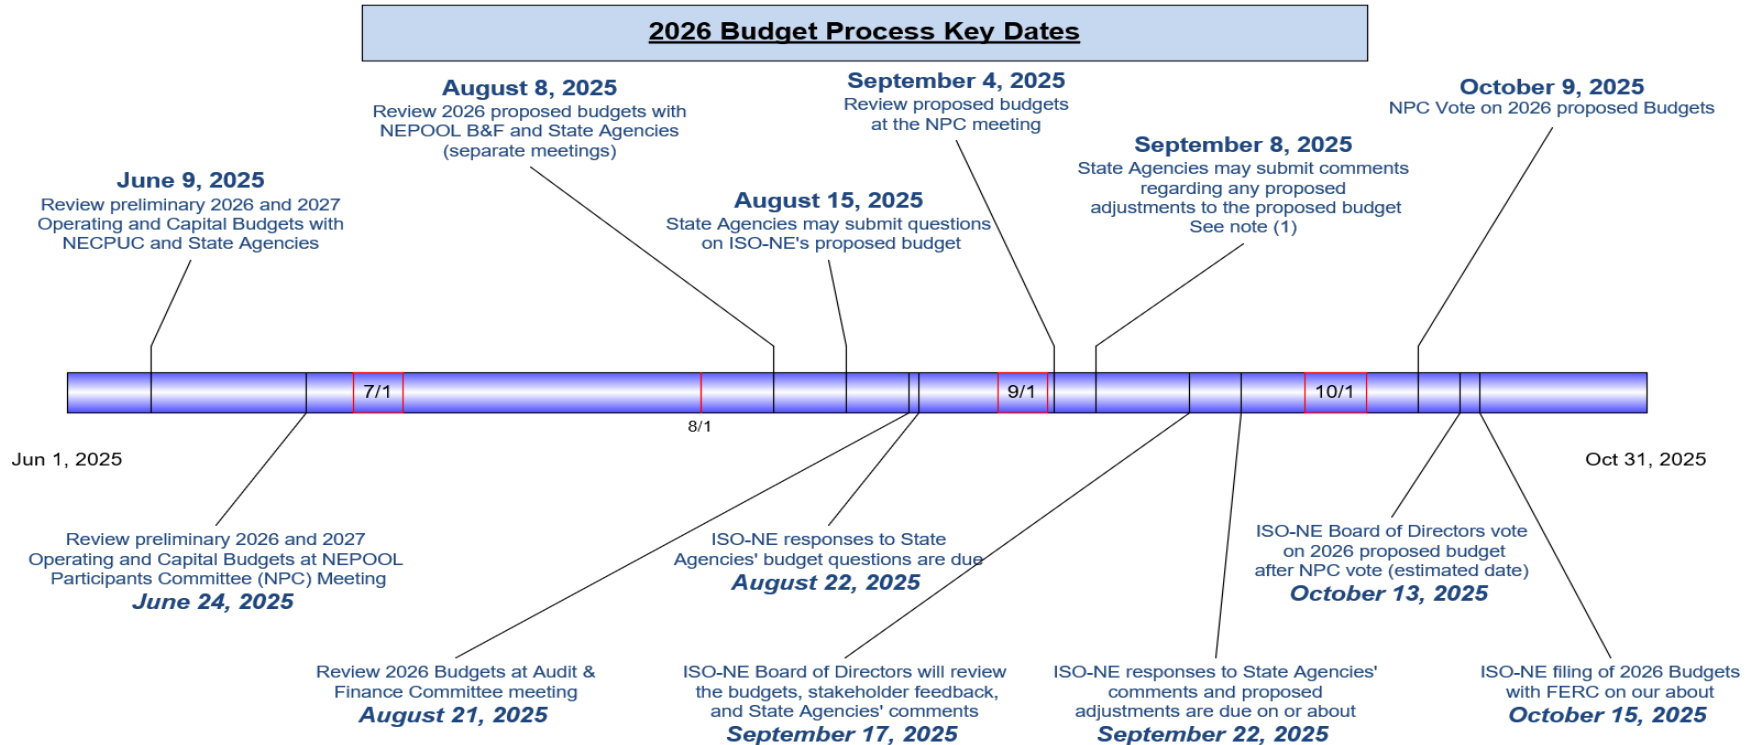 2026 Budget Process Key Dates
June 9, 2025
Review preliminary 2026 and 2027
Operating and Capital Budgets with
NECPUC and State Agencies
August 8, 2025
Review 2026 proposed budgets with
NEPOOL B&F and State Agencies
(separate meetings)
August 15, 2025
State Agencies may submit questions
on ISO-NE's proposed budget
September 4, 2025
Review proposed budgets
at the NPC meeting
September 8, 2025
State Agencies may submit comments
regarding any proposed
adjustments to the proposed budget
See note (1)
October 9, 2025
NPC Vote on 2026 proposed Budgets
7/1
8/1
9/1
10/1
Jun 1, 2025
Oct 31, 2025
Review preliminary 2026 and 2027
Operating and Capital Budgets at NEPOOL
Participants Committee (NPC) Meeting
June 24, 2025
Review 2026 Budgets at Audit &
Finance Committee meeting
August 21, 2025
ISO-NE responses to State
Agencies' budget questions are due
August 22, 2025
ISO-NE Board of Directors will review
the budgets, stakeholder feedback,
and State Agencies' comments
September 17, 2025
ISO-NE responses to State Agencies'
comments and proposed
adjustments are due on or about
September 22, 2025
ISO-NE Board of Directors vote
on 2026 proposed budget
after NPC vote (estimated date)
October 13, 2025
ISO-NE filing of 2026 Budgets
with FERC on our about
October 15, 2025